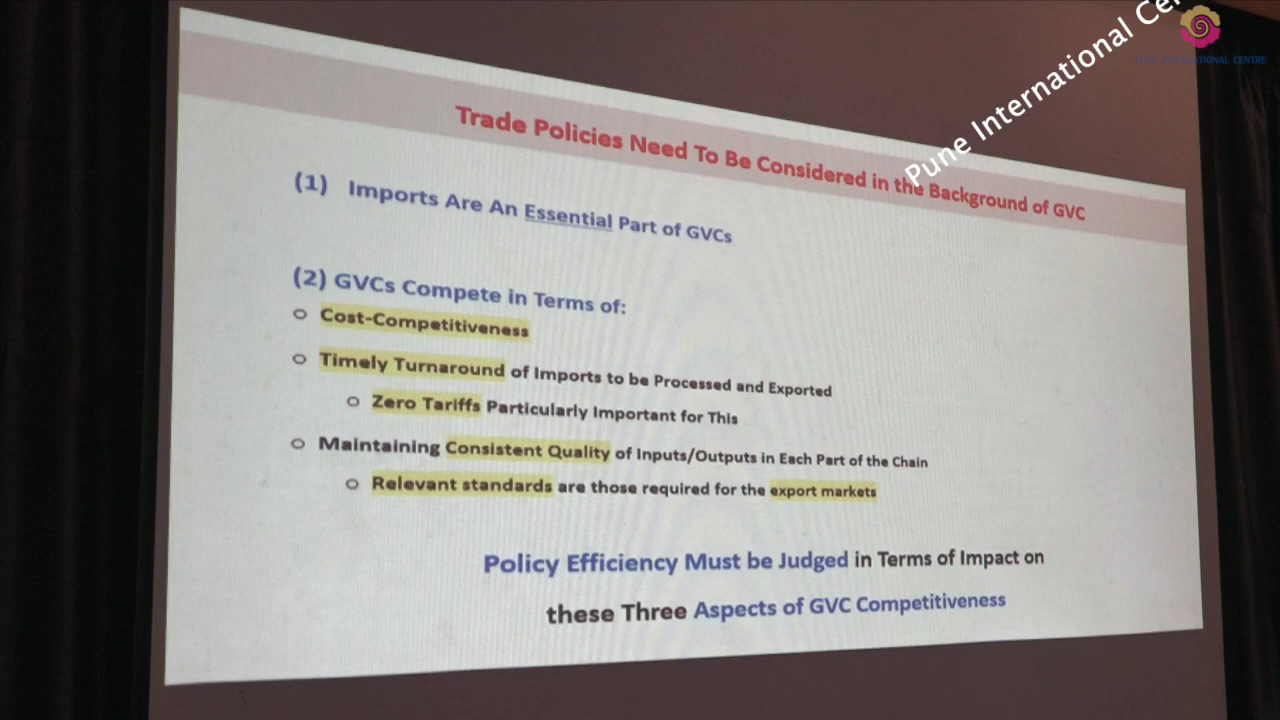 Pune International Ce
PUNE INTERNATIONAL CENTRE
Trade Policies Need To Be Considered in the Background of GVC
(1) Imports Are An Essential Part of GVCs
(2) GVCs Compete in Terms of:
o Cost-Competitiveness
o Timely Turnaround of Imports to be Processed and Exported
o Zero Tariffs Particularly Important for This
o Maintaining Consistent Quality of Inputs/Outputs in Each Part of the Chain
o Relevant standards are those required for the export markets
Policy Efficiency Must be Judged in Terms of Impact on
these Three Aspects of GVC Competitiveness